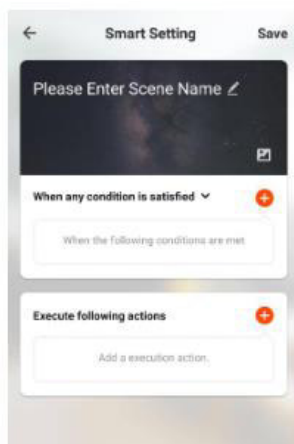 Smart Setting
Save
Please Enter Scene Name
When any condition is satisfied
When the following conditions are met
Execute following actions
Add a execution action.